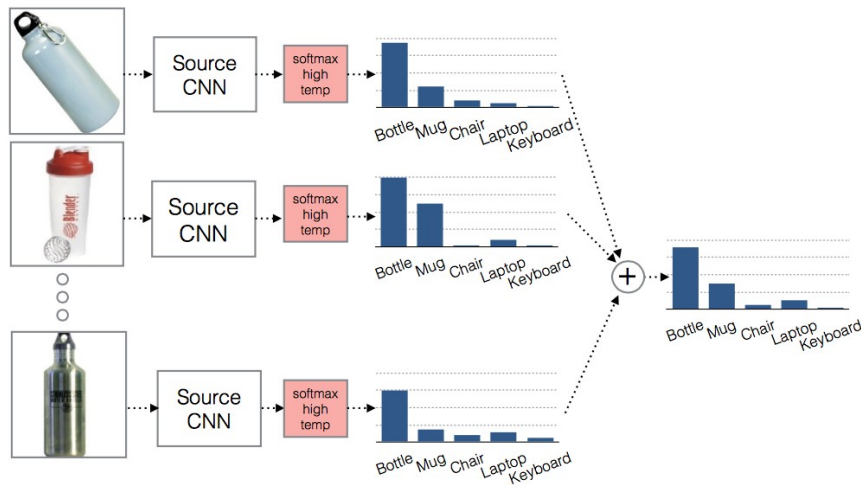 Source
CNN
softmax
high
temp
Bottle
Mug
Chair
Laptop
Keyboard
Blender
Source
CNN
softmax
high
temp
Bottle
Mug
Chair
Laptop
Keyboard
+
Bottle
Mug
Chair
Laptop
Keyboard
Source
CNN
softmax
high
temp
Bottle
Mug
Chair
Laptop
Keyboard